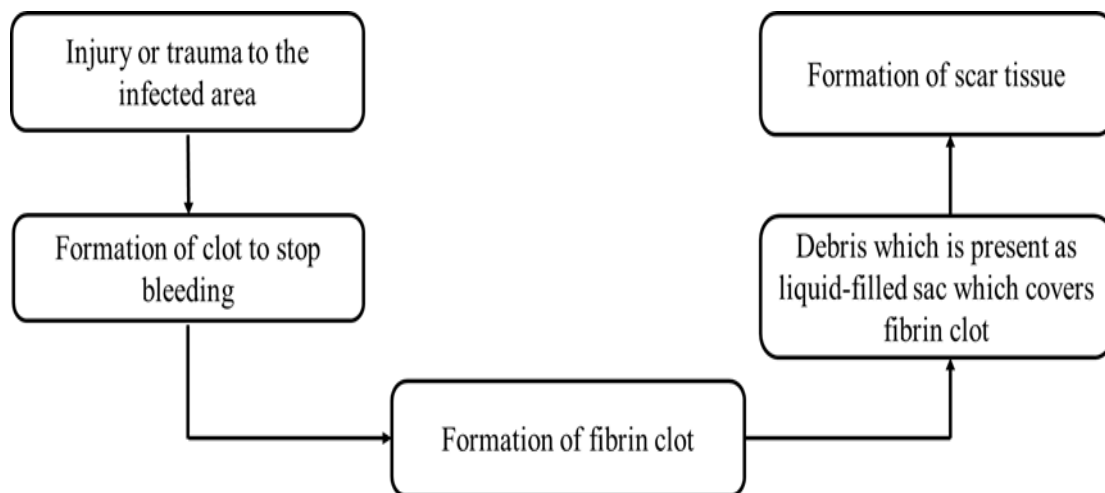 Injury or trauma to the
infected area
Formation of clot to stop
bleeding
Formation of fibrin clot
Debris which is present as
liquid-filled sac which covers
fibrin clot
Formation of scar tissue